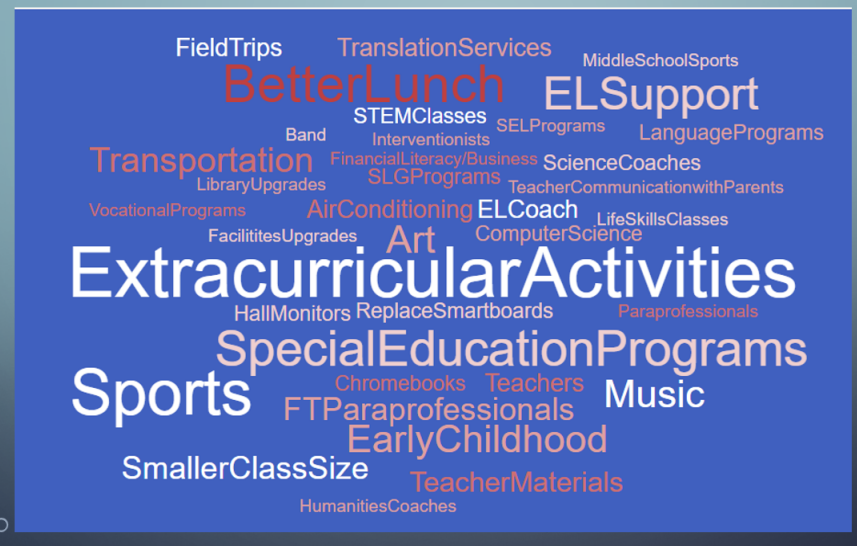 FieldTrips TranslationServices
MiddleSchoolSports
BetterLunch ELSupport
STEMClasses
SELPrograms
Band Interventionists LanguagePrograms
Transportation FinancialLiteracy/Business ScienceCoaches
LibraryUpgrades SLGPrograms TeacherCommunicationwithParents
VocationalPrograms AirConditioning ELCoach LifeSkillsClasses
FacilititesUpgrades Art ComputerScience
ExtracurricularActivities
HallMonitors ReplaceSmartboards Paraprofessionals
SpecialEducationPrograms
Sports Chromebooks Teachers Music
FTParaprofessionals
EarlyChildhood
SmallerClassSize
TeacherMaterials
HumanitiesCoaches